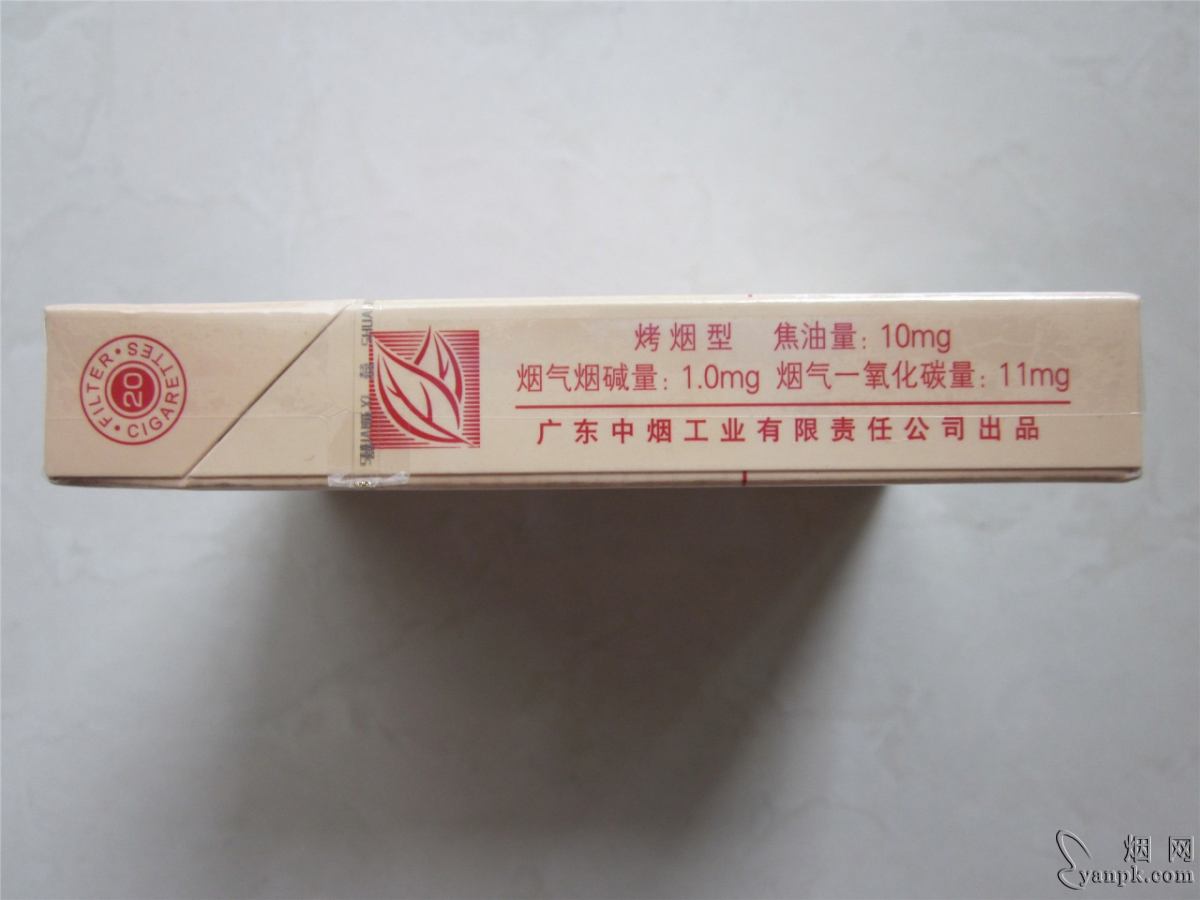 FILTER · CIGARETTES ·
20
烤烟型 焦油量：10mg
烟气烟碱量：1.0mg 烟气一氧化碳量：11mg
广东中烟工业有限责任公司出品
烟网
yanpk.com